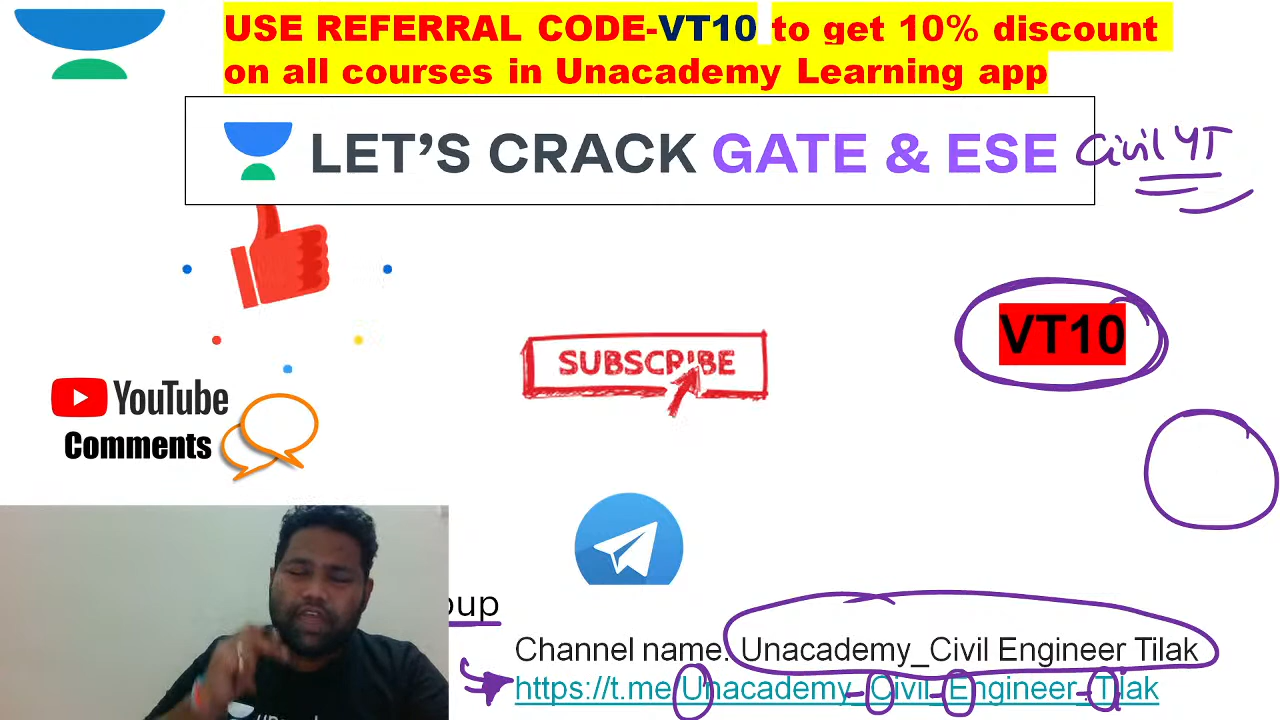 USE REFERRAL CODE-VT10 to get 10% discount
on all courses in Unacademy Learning app
LET'S CRACK GATE & ESE
Civil YT
VT10
SUBSCRIBE
YouTube
Comments
Channel name. Unacademy_Civil Engineer Tilak
https://t.me/Unacademy_Civil_Engineer_Tilak